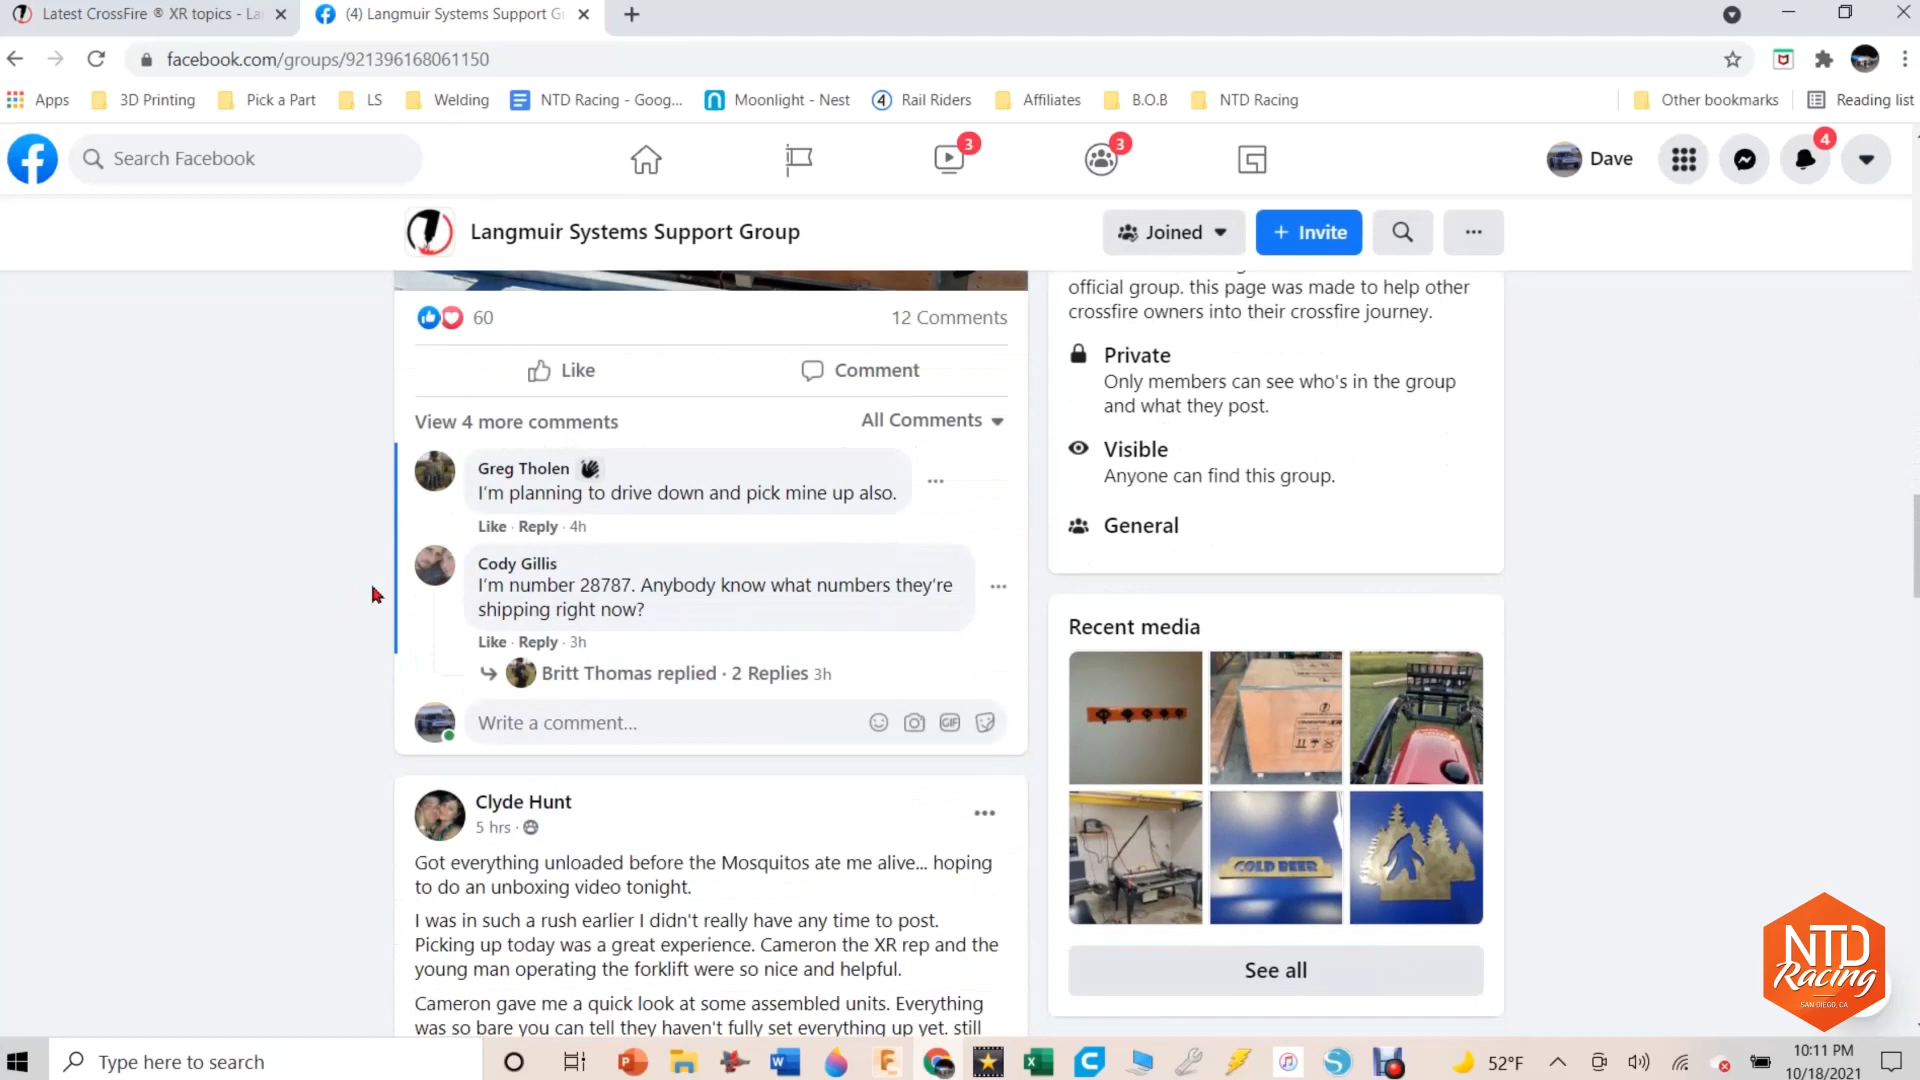 Latest CrossFire ® XR topics - La
(4) Langmuir Systems Support G
facebook.com/groups/921396168061150
Apps
3D Printing
Pick a Part
LS
Welding
NTD Racing - Goog...
Moonlight - Nest
4
Rail Riders
Affiliates
B.O.B
NTD Racing
Other bookmarks
Reading list
Search Facebook
3
3
Dave
4
Langmuir Systems Support Group
Joined
+ Invite
60
12 Comments
Like
Comment
View 4 more comments
All Comments
Greg Tholen
I'm planning to drive down and pick mine up also.
Like · Reply · 4h
Cody Gillis
I'm number 28787. Anybody know what numbers they're
shipping right now?
Like · Reply · 3h
Britt Thomas replied · 2 Replies 3h
Write a comment...
GIF
Clyde Hunt
5 hrs ·
Got everything unloaded before the Mosquitos ate me alive... hoping
to do an unboxing video tonight.
I was in such a rush earlier I didn't really have any time to post.
Picking up today was a great experience. Cameron the XR rep and the
young man operating the forklift were so nice and helpful.
Cameron gave me a quick look at some assembled units. Everything
was so bare you can tell they haven't fully set everything up yet. still
official group. this page was made to help other
crossfire owners into their crossfire journey.
Private
Only members can see who's in the group
and what they post.
Visible
Anyone can find this group.
General
Recent media
COLD BEER
See all
NTD
Racing
SAN DIEGO, CA
Type here to search
52°F
10:11 PM
10/18/2021